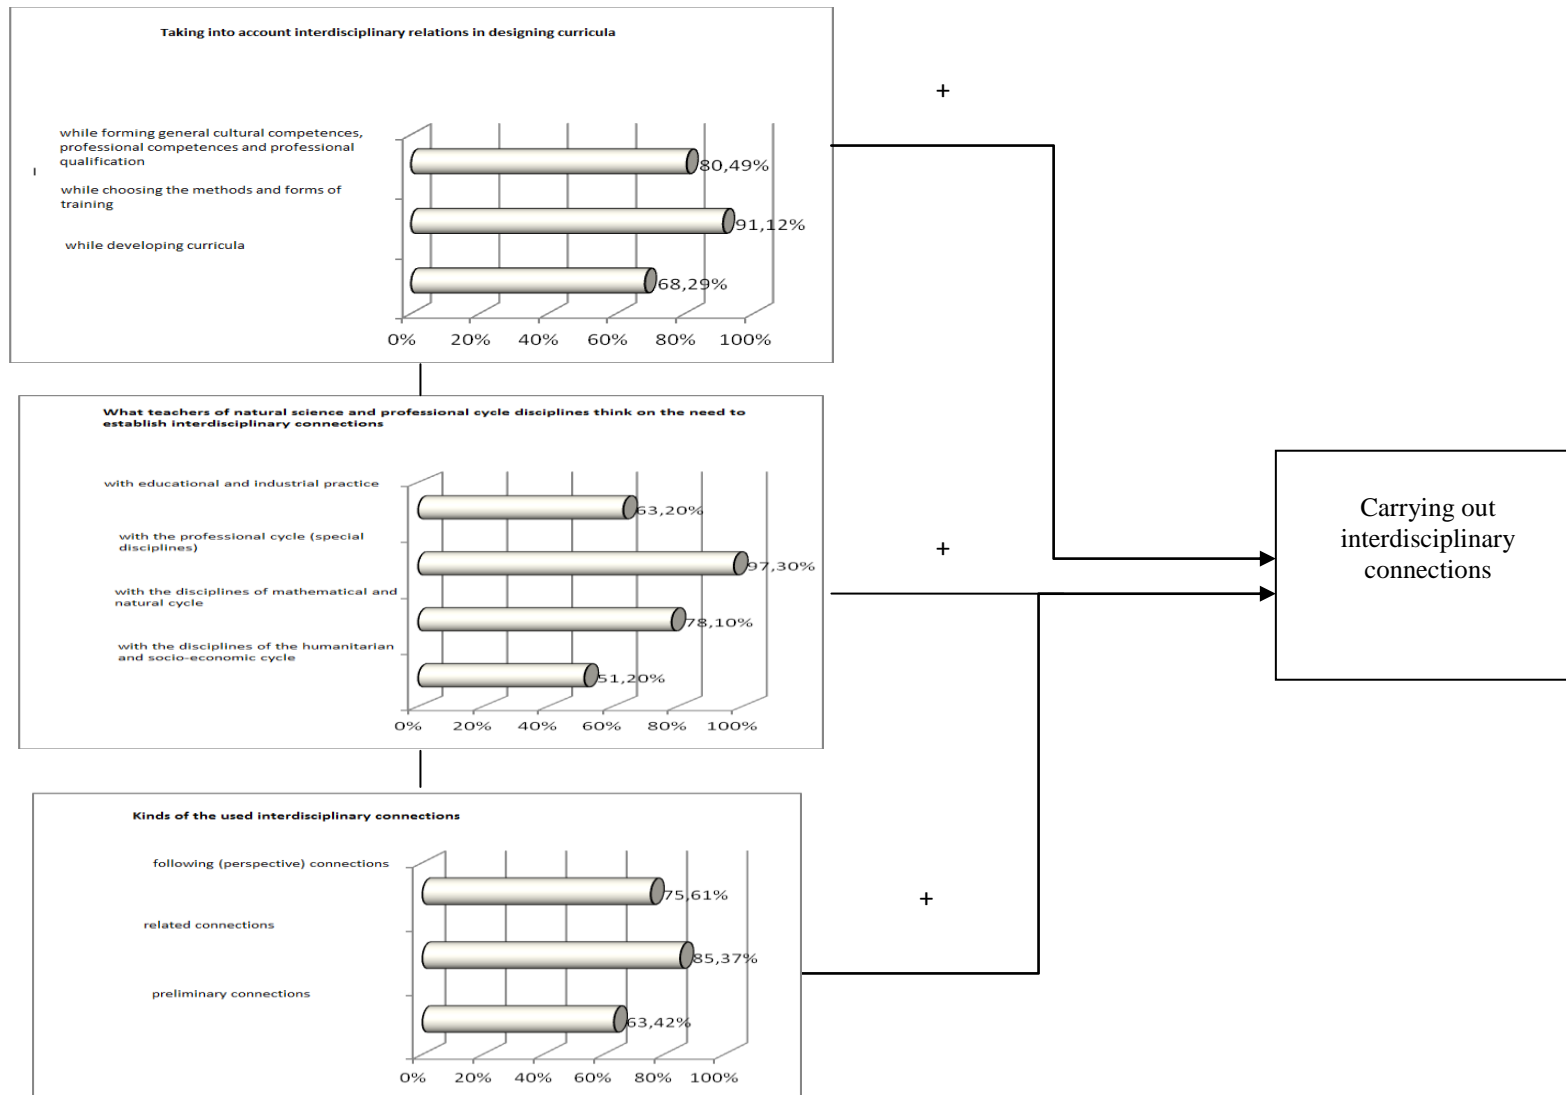 Taking into account interdisciplinary relations in designing curricula
+
while forming general cultural competences,
professional competences and professional
qualification
80,49%
while choosing the methods and forms of
training
91,12%
while developing curricula
68,29%
0% 20% 40% 60% 80% 100%
What teachers of natural science and professional cycle disciplines think on the need to
establish interdisciplinary connections
with educational and industrial practice
63,20%
with the professional cycle (special
disciplines)
97,30%
with the disciplines of mathematical and
natural cycle
78,10%
with the disciplines of the humanitarian
and socio-economic cycle
51,20%
0% 20% 40% 60% 80% 100%
+
Carrying out
interdisciplinary
connections
Kinds of the used interdisciplinary connections
following (perspective) connections
75,61%
related connections
85,37%
preliminary connections
63,42%
0% 20% 40% 60% 80% 100%
+